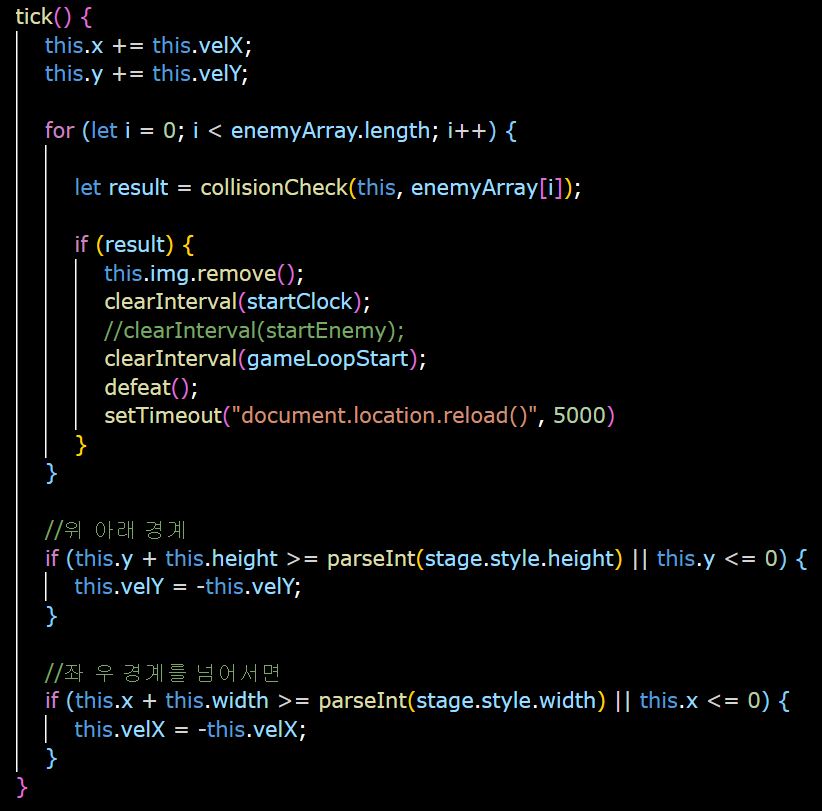 tick() {
this.x += this.velX;
this.y += this.velY;
for (let i = 0; i < enemyArray.length; i++) {
let result = collisionCheck(this, enemyArray[i]);
if (result) {
this.img.remove();
clearInterval(startClock);
//clearInterval(startEnemy);
clearInterval(gameLoopStart);
defeat();
setTimeout("document.location.reload()", 5000)
}
}
//위 아래 경계
if (this.y + this.height >= parseInt(stage.style.height) || this.y <= 0) {
this.velY = -this.velY;
}
//좌 우 경계를 넘어서면
if (this.x + this.width >= parseInt(stage.style.width) || this.x <= 0) {
this.velX = -this.velX;
}
}